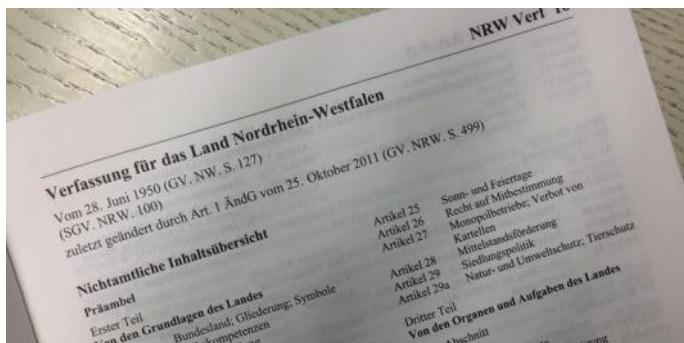 NRW Verf
Verfassung für das Land Nordrhein-Westfalen
Vom 28. Juni 1950 (GV. NW. S. 127)
(SGV. NRW. 100)
zuletzt geändert durch Art. 1 ÄndG vom 25. Oktober 2011 (GV. NRW. S. 499)
Nichtamtliche Inhaltsübersicht
Präambel
Erster Teil
Von den Grundlagen des Landes
Bundesland; Gliederung; Symbole
Artikel 25 Sonn- und Feiertage
Artikel 26 Recht auf Mitbestimmung
Artikel 27 Monopolbetriebe; Verbot von
Kartellen
Artikel 28 Mittelstandsförderung
Artikel 29 Siedlungspolitik
Artikel 29a Natur- und Umweltschutz; Tierschutz
Dritter Teil
Von den Organen und Aufgaben des Landes
Abschnitt